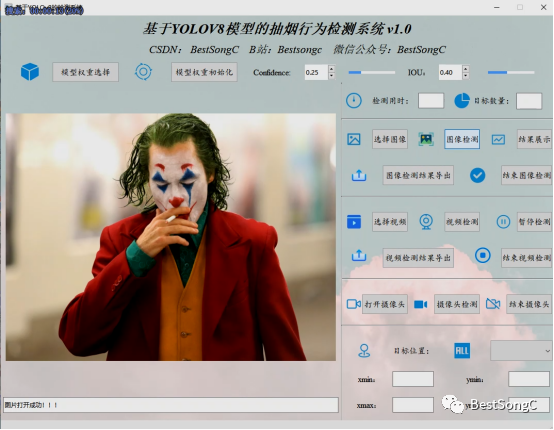 基于YOLOV8模型的抽烟行为检测系统 v1.0
CSDN： BestSongC B站：Bestsongc 微信公众号：BestSongC
模型权重选择 模型权重初始化 Confidence: 0.25 IOU： 0.40
检测用时： 目标数量：
选择图像 图像检测 结果展示
图像检测结果导出 结束图像检测
选择视频 视频检测 暂停检测
视频检测结果导出 结束视频检测
打开摄像头 摄像头检测 结束摄像头
目标位置： ALL
xmin： ymin：
xmax：
BestSongC
图片打开成功！！！